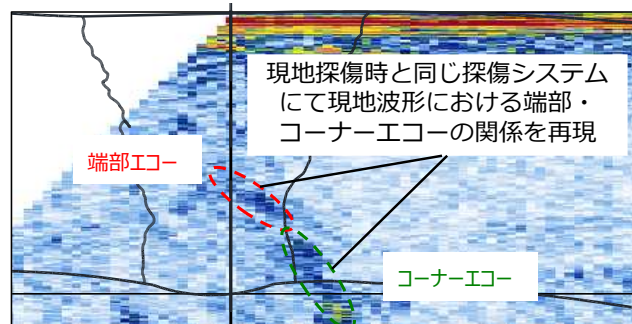 現地探傷時と同じ探傷システム
にて現地波形における端部・
コーナーエコーの関係を再現
端部エコー
コーナーエコー